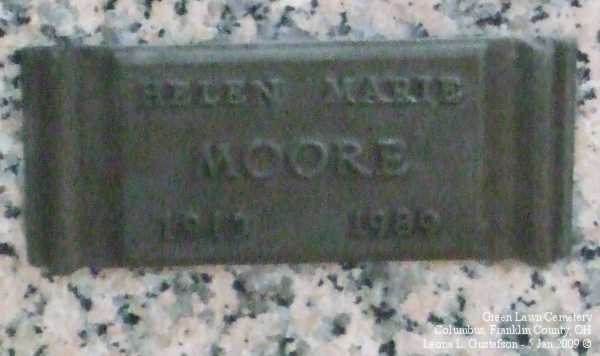 HELEN MARIE
MOORE
1989
Green Lawn Cemetery
Columbus, Franklin County, OH
Leona L. Gustafson - 5 Jan 2009 ©